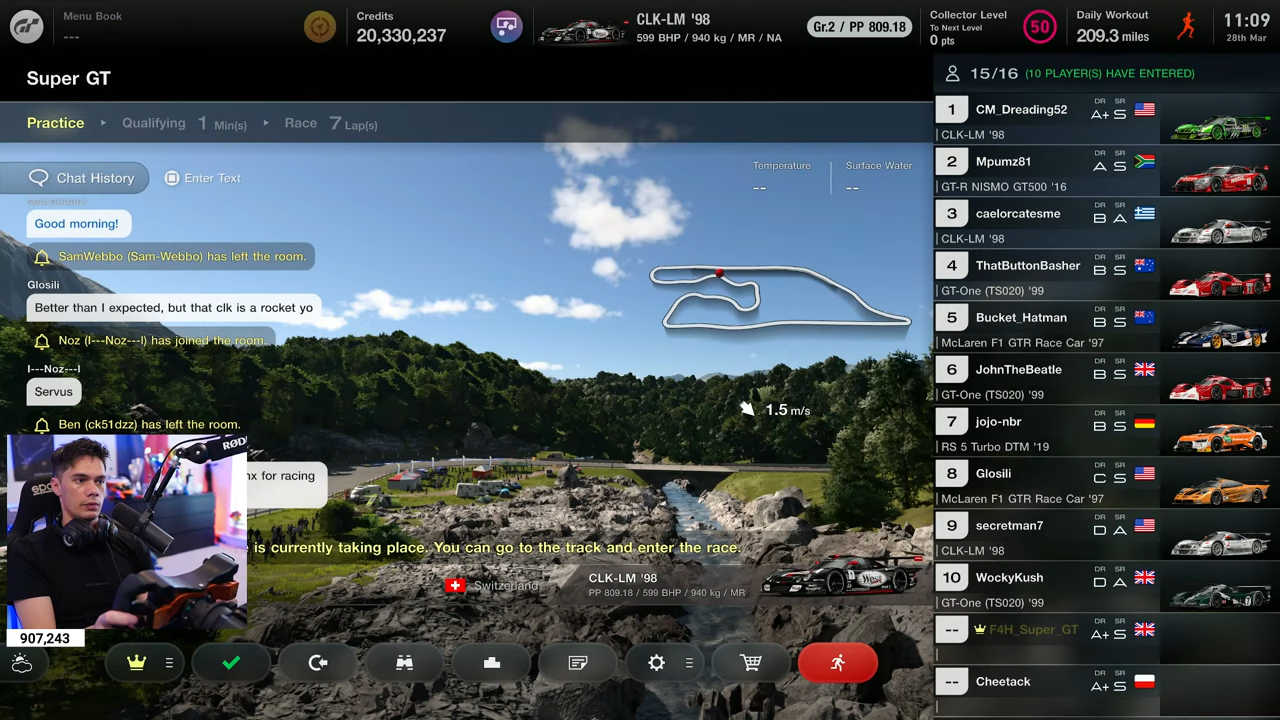 Menu Book
---
Credits
20,330,237
CLK-LM '98
599 BHP / 940 kg / MR / NA
Gr.2 / PP 809.18
Collector Level
To Next Level
0 pts
50
Daily Workout
209.3 miles
11:09
28th Mar
Super GT
Practice ▸ Qualifying 1 Min(s) ▸ Race 7 Lap(s)
Chat History
Enter Text
Temperature
--
Surface Water
--
Good morning!
SamWebbo (Sam-Webbo) has left the room.
Glosili
Better than I expected, but that clk is a rocket yo
Noz (I---Noz---I) has joined the room.
I---Noz---I
Servus
Ben (ck51dzz) has left the room.
nx for racing
1.5 m/s
e is currently taking place. You can go to the track and enter the race.
Switzerland
CLK-LM '98
PP 809.18 / 599 BHP / 940 kg / MR
RØD
907,243
15/16 (10 PLAYER(S) HAVE ENTERED)
1 CM_Dreading52 DR A+ SR S
CLK-LM '98
2 Mpumz81 DR A SR S
GT-R NISMO GT500 '16
3 caelorcatesme DR B SR A
CLK-LM '98
4 ThatButtonBasher DR B SR S
GT-One (TS020) '99
5 Bucket_Hatman DR B SR S
McLaren F1 GTR Race Car '97
6 JohnTheBeatle DR B SR S
GT-One (TS020) '99
7 jojo-nbr DR B SR S
RS 5 Turbo DTM '19
8 Glosili DR C SR S
McLaren F1 GTR Race Car '97
9 secretman7 DR D SR A
CLK-LM '98
10 WockyKush DR D SR A
GT-One (TS020) '99
-- F4H_Super_GT DR A+ SR S
-- Cheetack DR A+ SR S